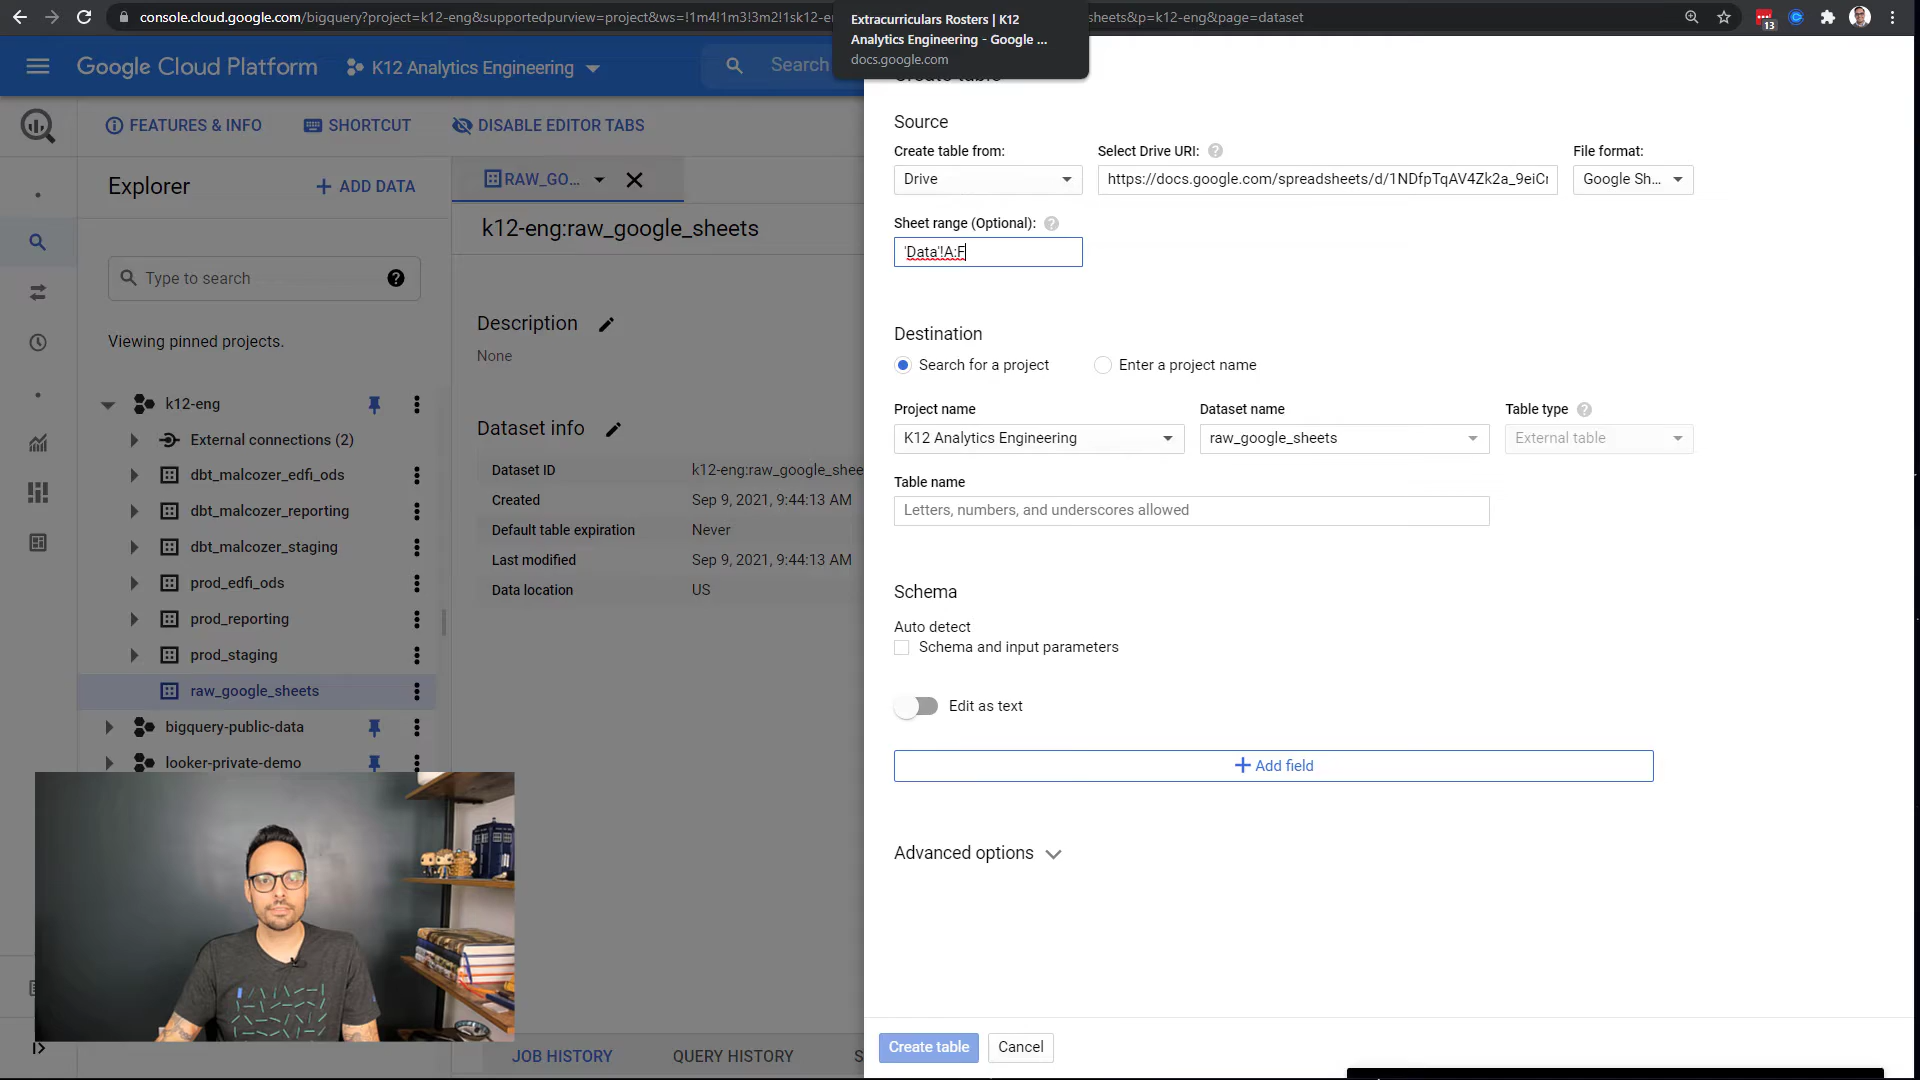 console.cloud.google.com/bigquery?project=k12-eng&supportedpurview=project&ws=!1m4!1m3!3m2!1sk12-en
sheets&p=k12-eng&page=dataset
13
Extracurriculars Rosters | K12
Analytics Engineering - Google ...
docs.google.com
Google Cloud Platform
K12 Analytics Engineering
Search
Create table
FEATURES & INFO
SHORTCUT
DISABLE EDITOR TABS
Explorer
+ ADD DATA
RAW_GO...
k12-eng:raw_google_sheets
Type to search
Viewing pinned projects.
k12-eng
External connections (2)
dbt_malcozer_edfi_ods
dbt_malcozer_reporting
dbt_malcozer_staging
prod_edfi_ods
prod_reporting
prod_staging
raw_google_sheets
bigquery-public-data
looker-private-demo
Description
None
Dataset info
Dataset ID k12-eng:raw_google_shee
Created Sep 9, 2021, 9:44:13 AM
Default table expiration Never
Last modified Sep 9, 2021, 9:44:13 AM
Data location US
JOB HISTORY
QUERY HISTORY
S
Source
Create table from:
Select Drive URI:
File format:
Drive
https://docs.google.com/spreadsheets/d/1NDfpTqAV4Zk2a_9eiCr
Google Sh...
Sheet range (Optional):
'Data'!A:F
Destination
Search for a project
Enter a project name
Project name
Dataset name
Table type
K12 Analytics Engineering
raw_google_sheets
External table
Table name
Letters, numbers, and underscores allowed
Schema
Auto detect
Schema and input parameters
Edit as text
+ Add field
Advanced options
Create table
Cancel